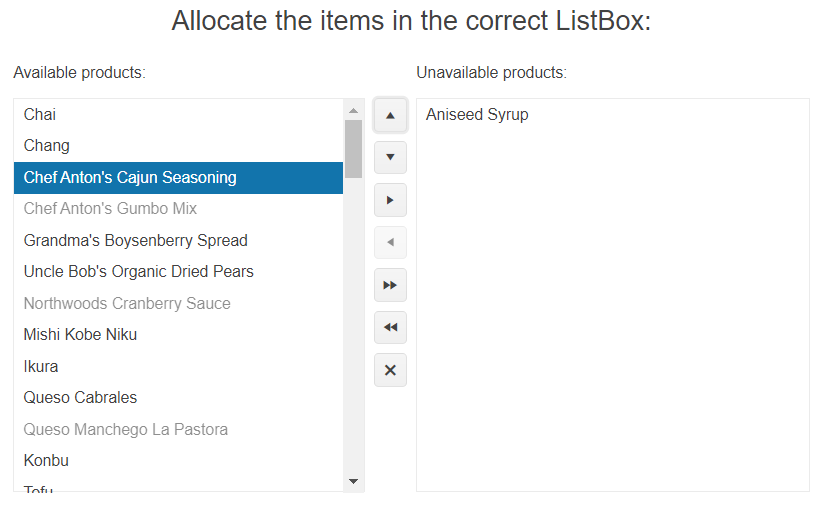 Allocate the items in the correct ListBox:
Available products:
Chai
Chang
Chef Anton's Cajun Seasoning
Chef Anton's Gumbo Mix
Grandma's Boysenberry Spread
Uncle Bob's Organic Dried Pears
Northwoods Cranberry Sauce
Mishi Kobe Niku
Ikura
Queso Cabrales
Queso Manchego La Pastora
Konbu
Tofu
Unavailable products:
Aniseed Syrup